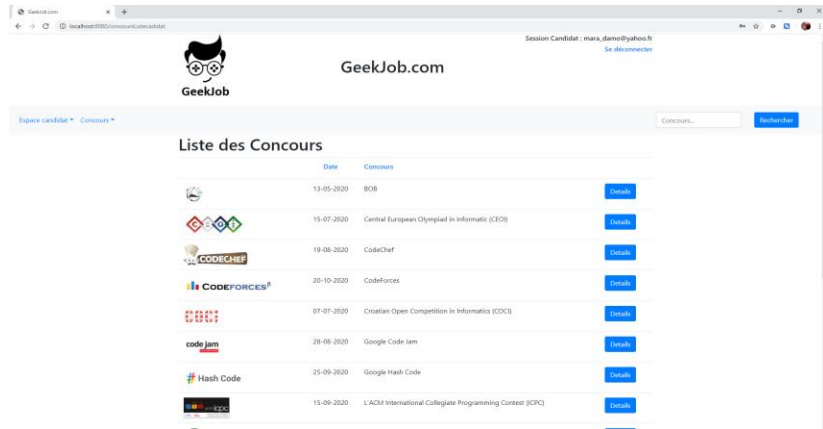 GeekJob.com
localhost:8080/concoursListecadidat
Session Candidat : mara_damo@yahoo.fr
Se déconnecter
GeekJob
GeekJob.com
Espace candidat Concours
Concours...
Rechercher
Liste des Concours
Date Concours
13-05-2020 BOB Details
CEOI 15-07-2020 Central European Olympiad in Informatic (CEOI) Details
CODECHEF 19-08-2020 CodeChef Details
CODEFORCES β 20-10-2020 CodeForces Details
COCI 07-07-2020 Croatian Open Competition in Informatics (COCI) Details
code jam 28-08-2020 Google Code Jam Details
# Hash Code 25-09-2020 Google Hash Code Details
icpc 15-09-2020 L'ACM International Collegiate Programming Contest (ICPC) Details